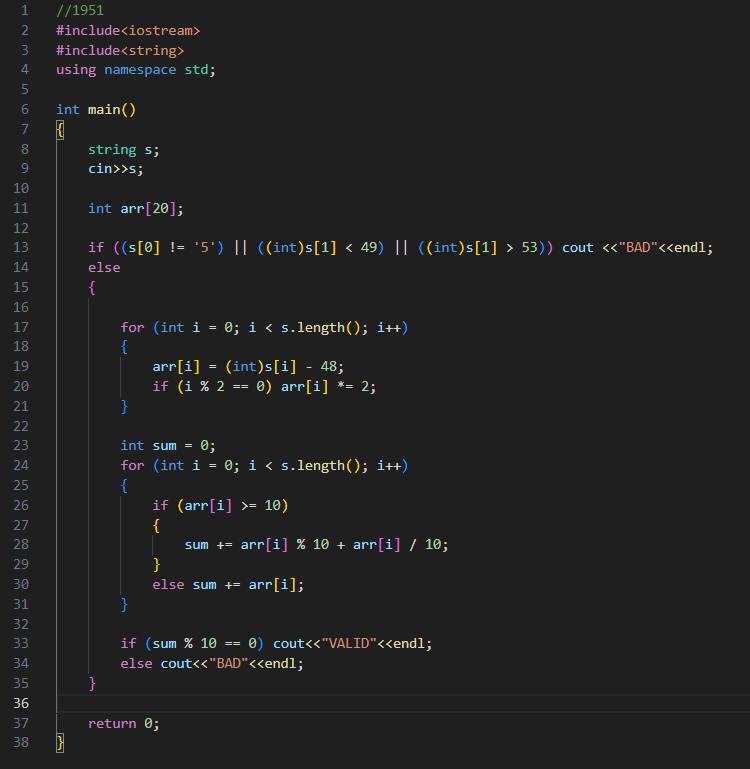 1 //1951
2 #include<iostream>
3 #include<string>
4 using namespace std;
5
6 int main()
7 {
8     string s;
9     cin>>s;
10
11     int arr[20];
12
13     if ((s[0] != '5') || ((int)s[1] < 49) || ((int)s[1] > 53)) cout <<"BAD"<<endl;
14     else
15     {
16
17         for (int i = 0; i < s.length(); i++)
18         {
19             arr[i] = (int)s[i] - 48;
20             if (i % 2 == 0) arr[i] *= 2;
21         }
22
23         int sum = 0;
24         for (int i = 0; i < s.length(); i++)
25         {
26             if (arr[i] >= 10)
27             {
28                 sum += arr[i] % 10 + arr[i] / 10;
29             }
30             else sum += arr[i];
31         }
32
33         if (sum % 10 == 0) cout<<"VALID"<<endl;
34         else cout<<"BAD"<<endl;
35     }
36
37     return 0;
38 }